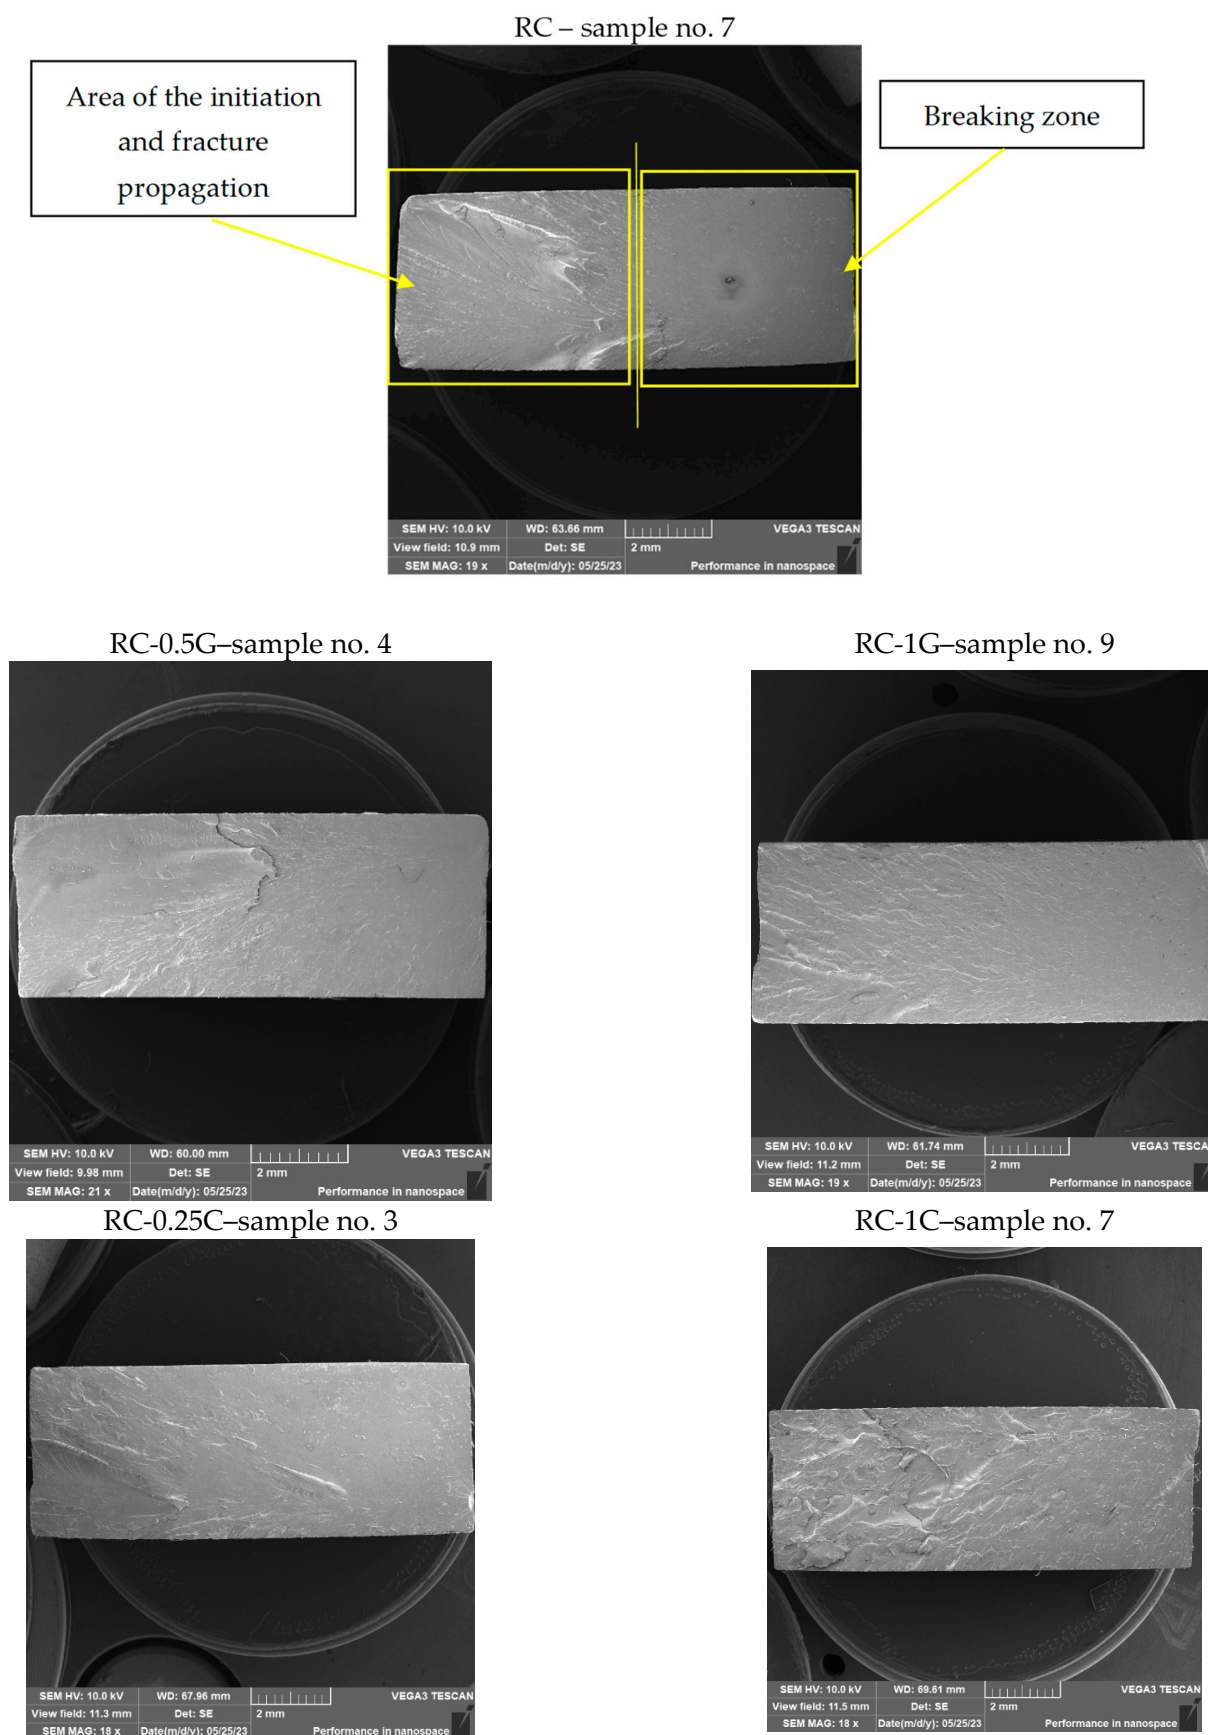 RC – sample no. 7
Area of the initiation
and fracture
propagation
Breaking zone
SEM HV: 10.0 kV WD: 63.66 mm VEGA3 TESCAN
View field: 10.9 mm Det: SE 2 mm
SEM MAG: 19 x Date(m/d/y): 05/25/23 Performance in nanospace
RC-0.5G–sample no. 4
RC-1G–sample no. 9
SEM HV: 10.0 kV WD: 60.00 mm VEGA3 TESCAN
View field: 9.98 mm Det: SE 2 mm
SEM MAG: 21 x Date(m/d/y): 05/25/23 Performance in nanospace
SEM HV: 10.0 kV WD: 61.74 mm VEGA3 TESCAN
View field: 11.2 mm Det: SE 2 mm
SEM MAG: 19 x Date(m/d/y): 05/25/23 Performance in nanospace
RC-0.25C–sample no. 3
RC-1C–sample no. 7
SEM HV: 10.0 kV WD: 67.96 mm VEGA3 TESCAN
View field: 11.3 mm Det: SE 2 mm
SEM MAG: 18 x Date(m/d/y): 05/25/23 Performance in nanospace
SEM HV: 10.0 kV WD: 69.61 mm VEGA3 TESCAN
View field: 11.5 mm Det: SE 2 mm
SEM MAG: 18 x Date(m/d/y): 05/25/23 Performance in nanospace